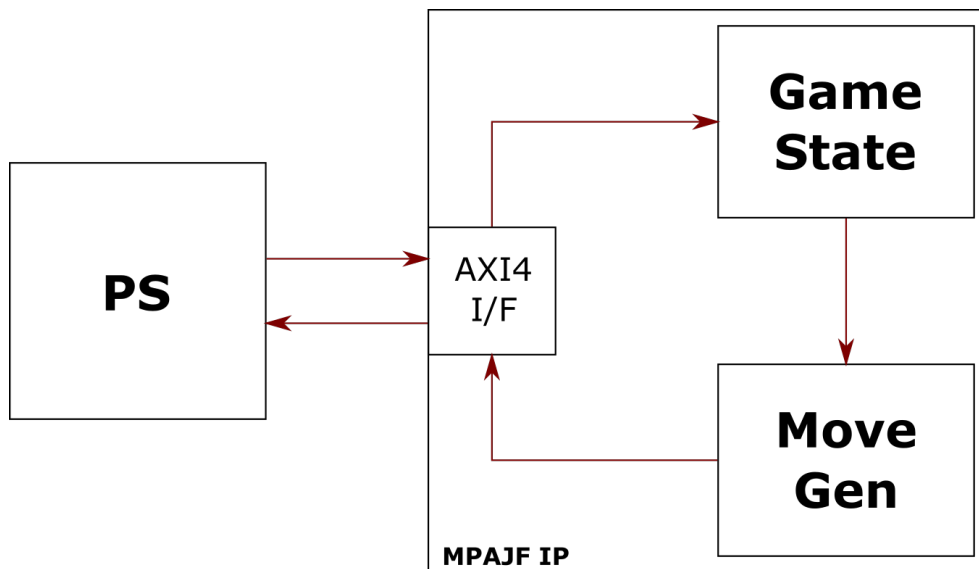 Game
State
PS
AXI4
I/F
Move
Gen
MPAJF IP